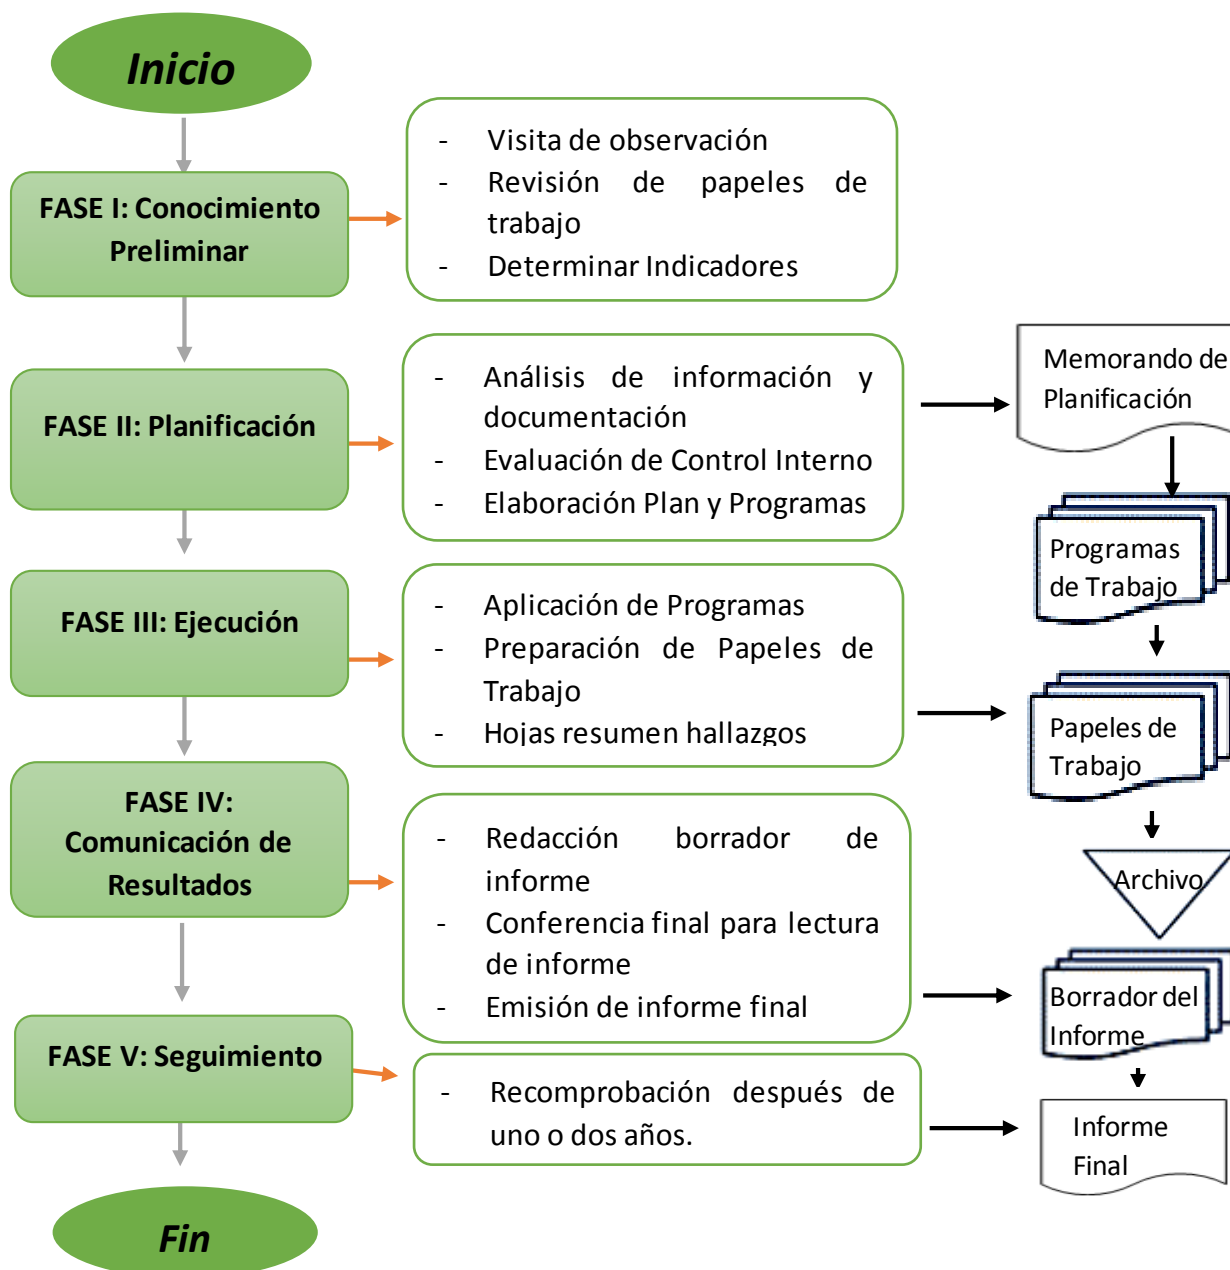 Inicio
FASE I: Conocimiento
Preliminar
- Visita de observación
- Revisión de papeles de
trabajo
- Determinar Indicadores
FASE II: Planificación
- Análisis de información y
documentación
- Evaluación de Control Interno
- Elaboración Plan y Programas
Memorando de
Planificación
Programas
de Trabajo
FASE III: Ejecución
- Aplicación de Programas
- Preparación de Papeles de
Trabajo
- Hojas resumen hallazgos
Papeles de
Trabajo
Archivo
FASE IV:
Comunicación de
Resultados
- Redacción borrador de
informe
- Conferencia final para lectura
de informe
- Emisión de informe final
Borrador del
Informe
FASE V: Seguimiento
- Recomprobación después de
uno o dos años.
Informe
Final
Fin